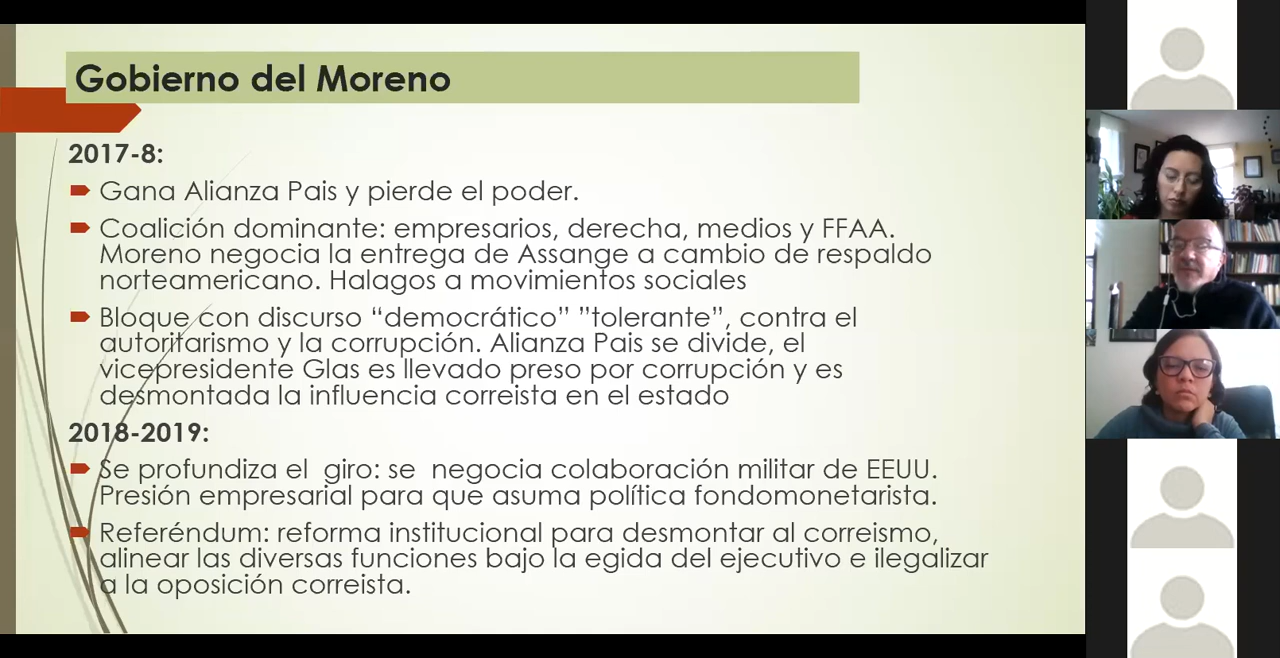 Gobierno del Moreno
2017-8:
Gana Alianza Pais y pierde el poder.
Coalición dominante: empresarios, derecha, medios y FFAA.
Moreno negocia la entrega de Assange a cambio de respaldo
norteamericano. Halagos a movimientos sociales
Bloque con discurso “democrático” ”tolerante”, contra el
autoritarismo y la corrupción. Alianza Pais se divide, el
vicepresidente Glas es llevado preso por corrupción y es
desmontada la influencia correista en el estado
2018-2019:
Se profundiza el  giro: se  negocia colaboración militar de EEUU.
Presión empresarial para que asuma política fondomonetarista.
Referéndum: reforma institucional para desmontar al correismo,
alinear las diversas funciones bajo la egida del ejecutivo e ilegalizar
a la oposición correista.